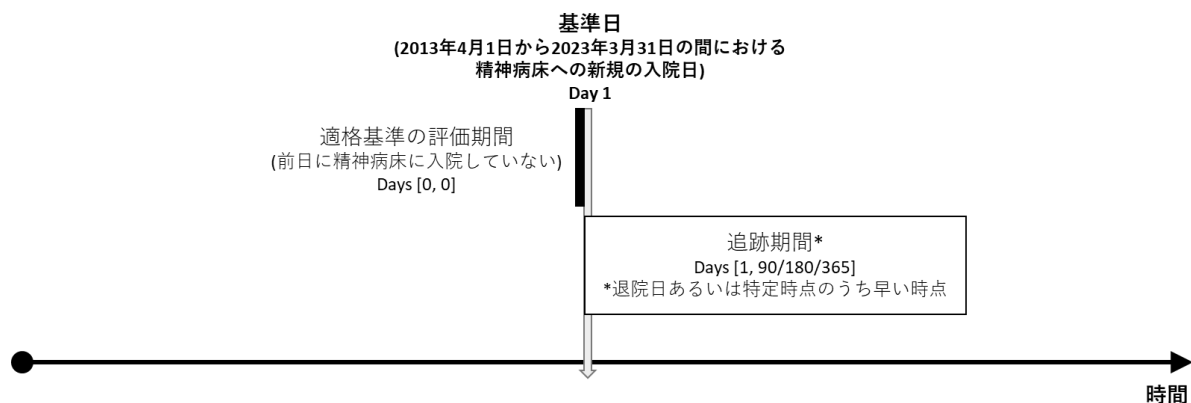 基準日
(2013年4月1日から2023年3月31日の間における
精神病床への新規の入院日)
Day 1
適格基準の評価期間
(前日に精神病床に入院していない)
Days [0, 0]
追跡期間*
Days [1, 90/180/365]
*退院日あるいは特定時点のうち早い時点
時間